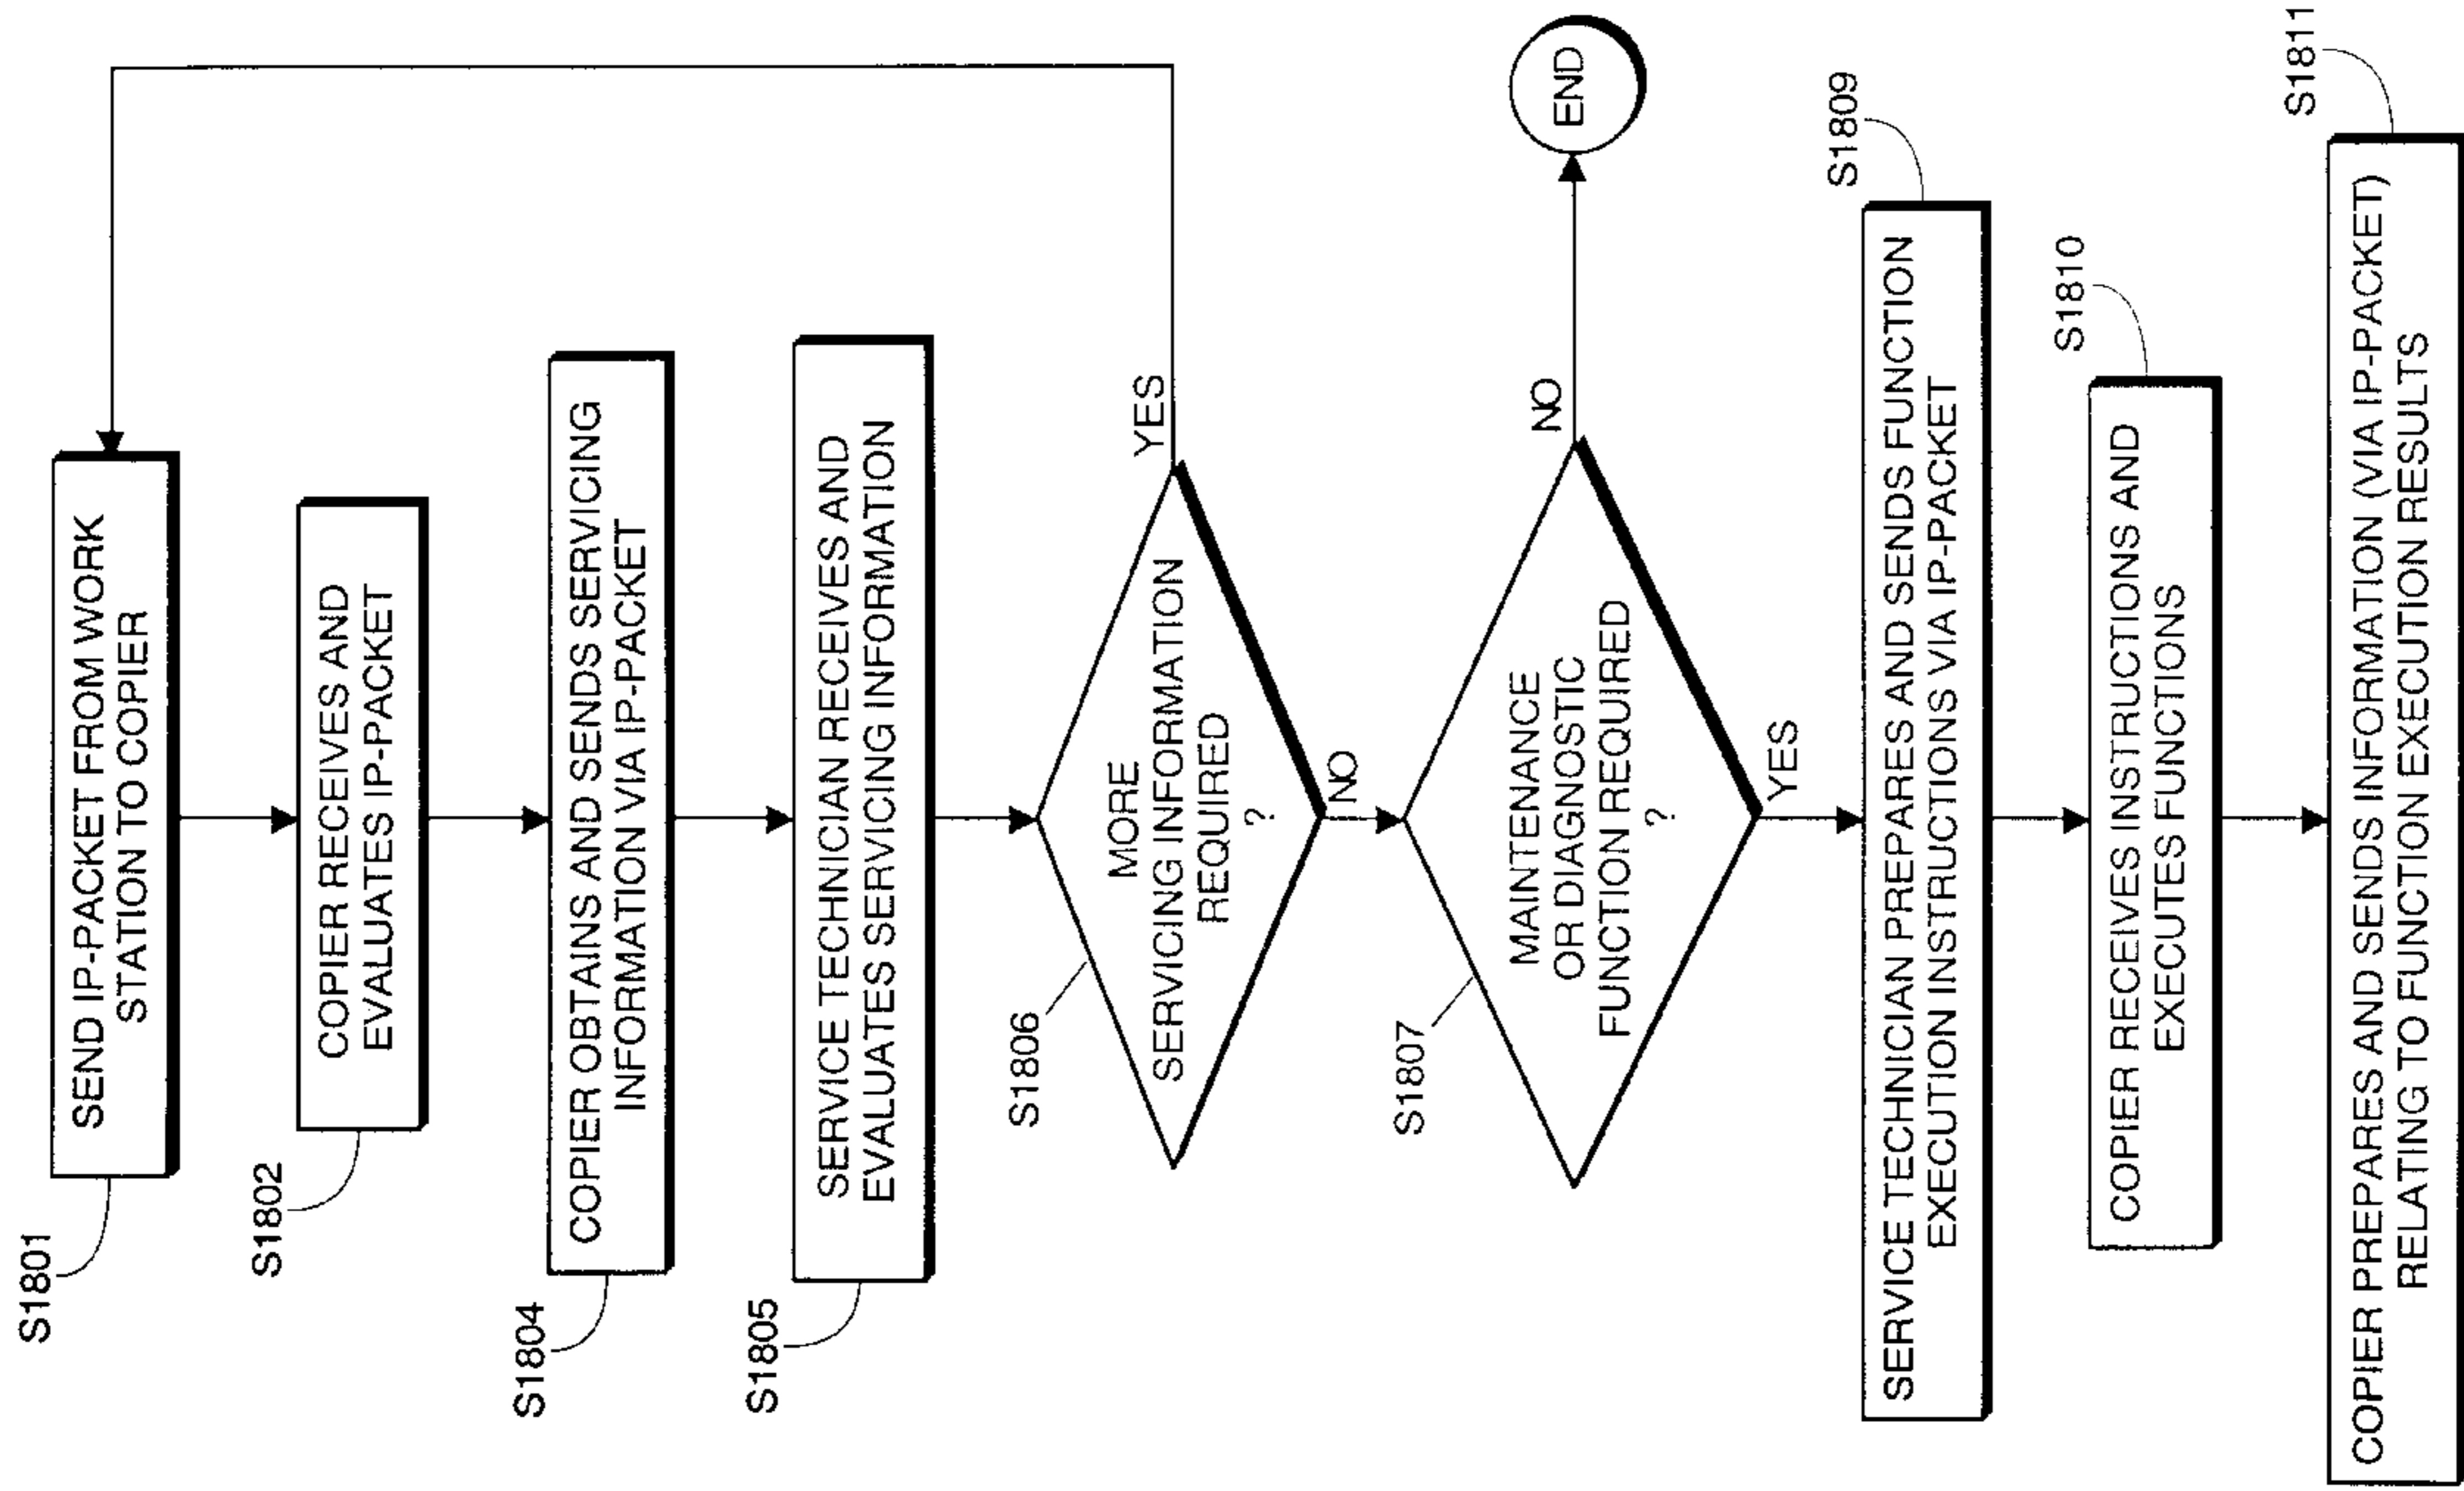 S1801
SEND IP-PACKET FROM WORK
STATION TO COPIER
S1802
COPIER RECEIVES AND
EVALUATES IP-PACKET
S1804
COPIER OBTAINS AND SENDS SERVICING
INFORMATION VIA IP-PACKET
S1805
SERVICE TECHNICIAN RECEIVES AND
EVALUATES SERVICING INFORMATION
S1806
MORE
SERVICING INFORMATION
REQUIRED
?
YES
NO
S1807
MAINTENANCE
OR DIAGNOSTIC
FUNCTION REQUIRED
?
NO
END
YES
S1809
SERVICE TECHNICIAN PREPARES AND SENDS FUNCTION
EXECUTION INSTRUCTIONS VIA IP-PACKET
S1810
COPIER RECEIVES INSTRUCTIONS AND
EXECUTES FUNCTIONS
S1811
COPIER PREPARES AND SENDS INFORMATION (VIA IP-PACKET)
RELATING TO FUNCTION EXECUTION RESULTS